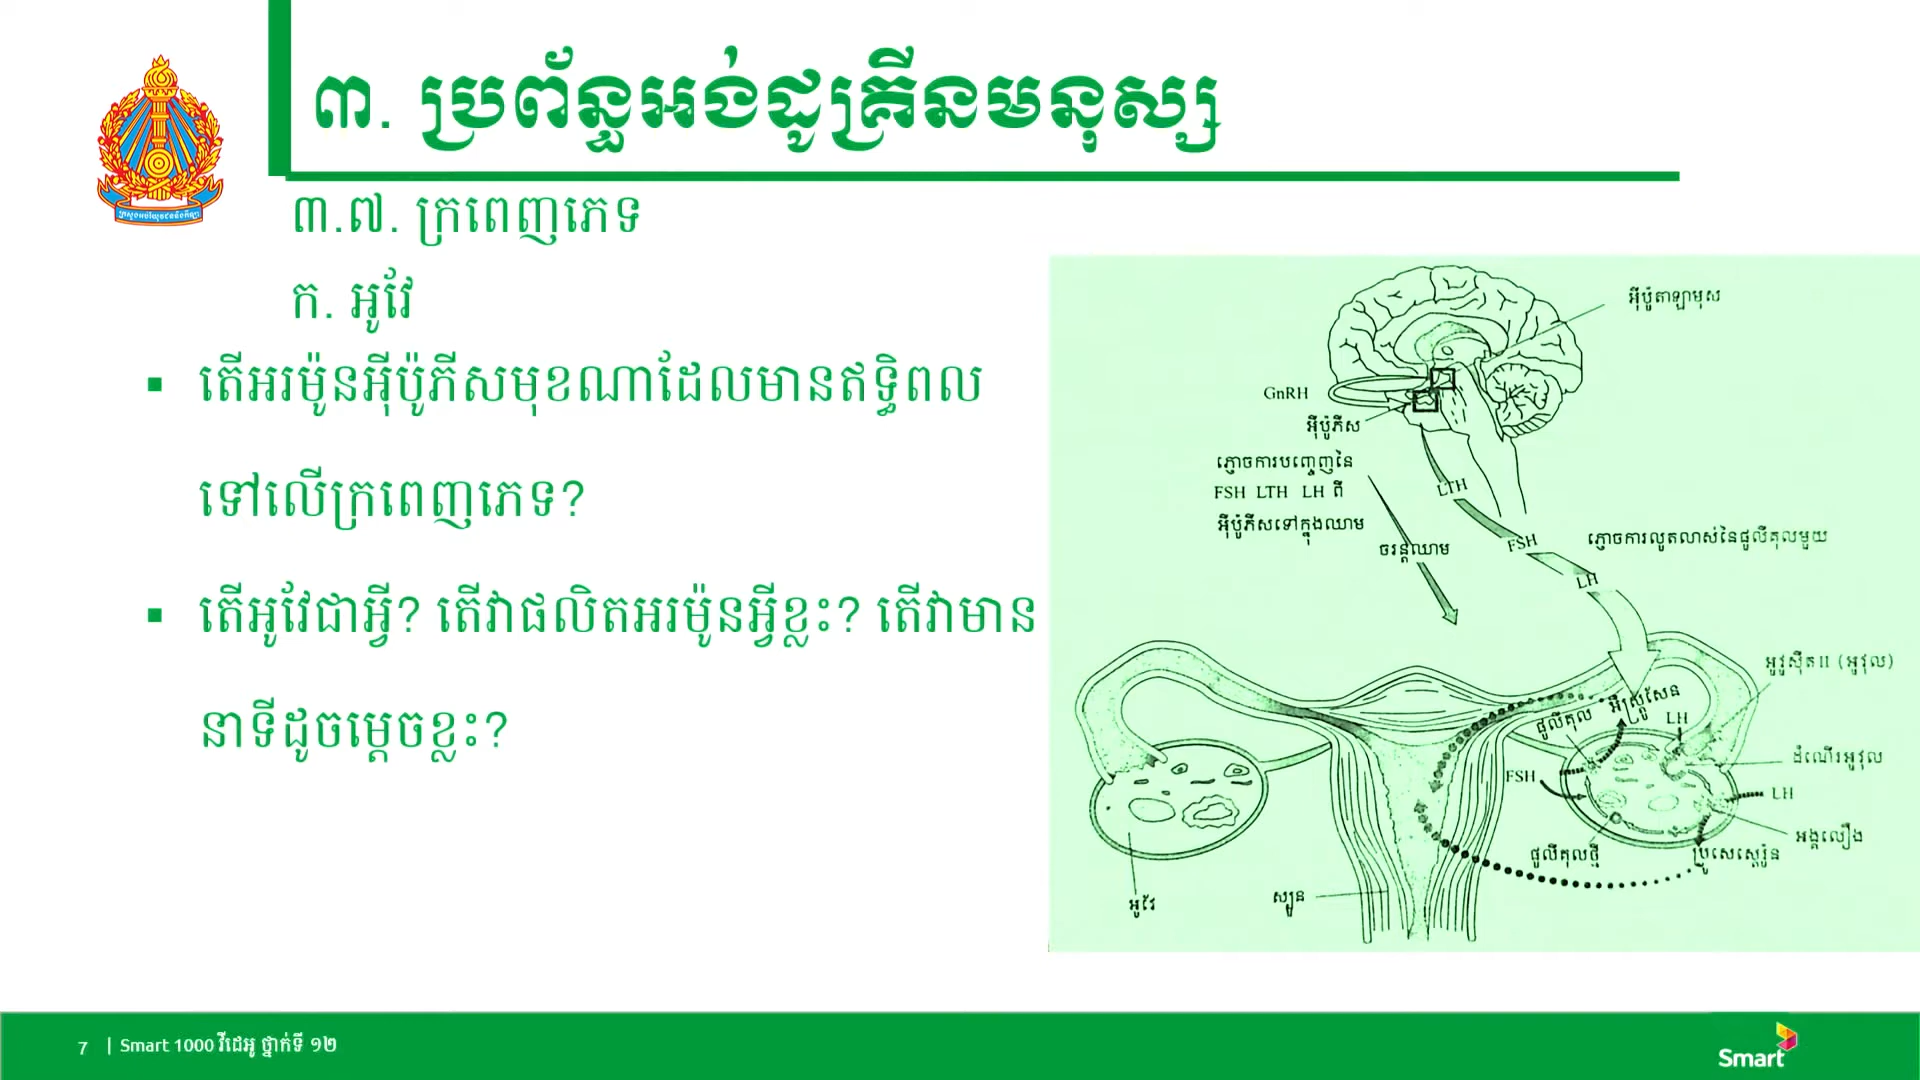 ៣. ប្រព័ន្ធអង់ដូគ្រីនមនុស្ស
៣.៧. ក្រពេញភេទ
ក. អូវែ
▪ តើអរម៉ូនអ៊ីប៉ូភីសមុខណាដែលមានឥទ្ធិពល
ទៅលើក្រពេញភេទ?
▪ តើអូវែជាអ្វី? តើវាផលិតអរម៉ូនអ្វីខ្លះ? តើវាមាន
នាទីដូចម្តេចខ្លះ?
អ៊ីប៉ូតាឡាមុស
GnRH
អ៊ីប៉ូភីស
ភ្ញោចការបញ្ចេញនៃ
FSH LTH LH ពី
អ៊ីប៉ូភីសទៅក្នុងឈាម
ចរន្តឈាម
LTH
FSH
LH
ភ្ញោចការលូតលាស់នៃផូលីគុលមួយ
អូវូស៊ីត II (អូវុល)
អឺស្ត្រូសែន
ផូលីគុល
LH
FSH
ដំណើរអូវុល
LH
អង្គលឿង
ផូលីគុលថ្មី
ប្រូសេស្តេរ៉ូន
អូវែ
ស្បូន
7 | Smart 1000 វីដេអូ ថ្នាក់ទី ១២
Smart